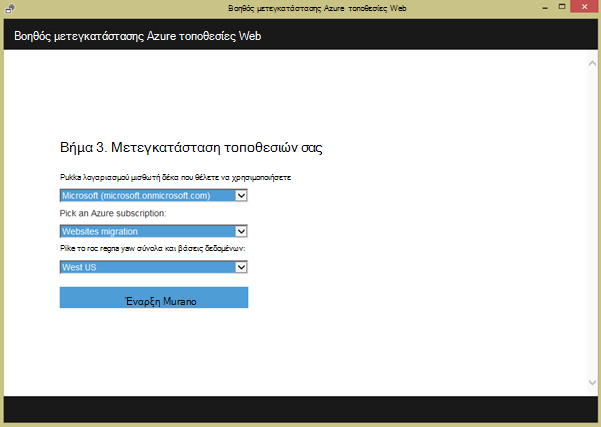 Βοηθός μετεγκατάστασης Azure τοποθεσίες Web
Βοηθός μετεγκατάστασης Azure τοποθεσίες Web
Βήμα 3. Μετεγκατάσταση τοποθεσιών σας
Pukka λογαριασμού μισθωτή δέκα που θέλετε να χρησιμοποιήσετε
Microsoft (microsoft.onmicrosoft.com)
Pick an Azure subscription:
Websites migration
Pike το roc regna yaw σύνολα και βάσεις δεδομένων:
West US
Έναρξη Murano